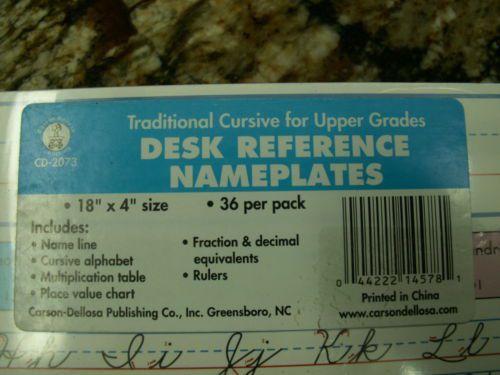 Traditional Cursive for Upper Grades
CD-2073
DESK REFERENCE
NAMEPLATES
• 18" x 4" size • 36 per pack
Includes:
• Name line
• Cursive alphabet
• Multiplication table
• Place value chart
• Fraction & decimal
equivalents
• Rulers
0 44222 14578 1
Printed in China
Carson-Dellosa Publishing Co., Inc. Greensboro, NC
www.carsondellosa.com
Hh Ii Jj Kk Ll